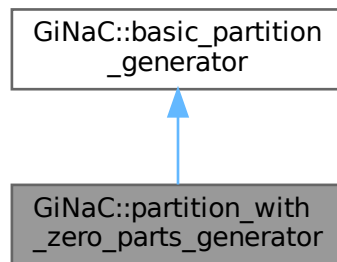 GiNaC::basic_partition
_generator
GiNaC::partition_with
_zero_parts_generator